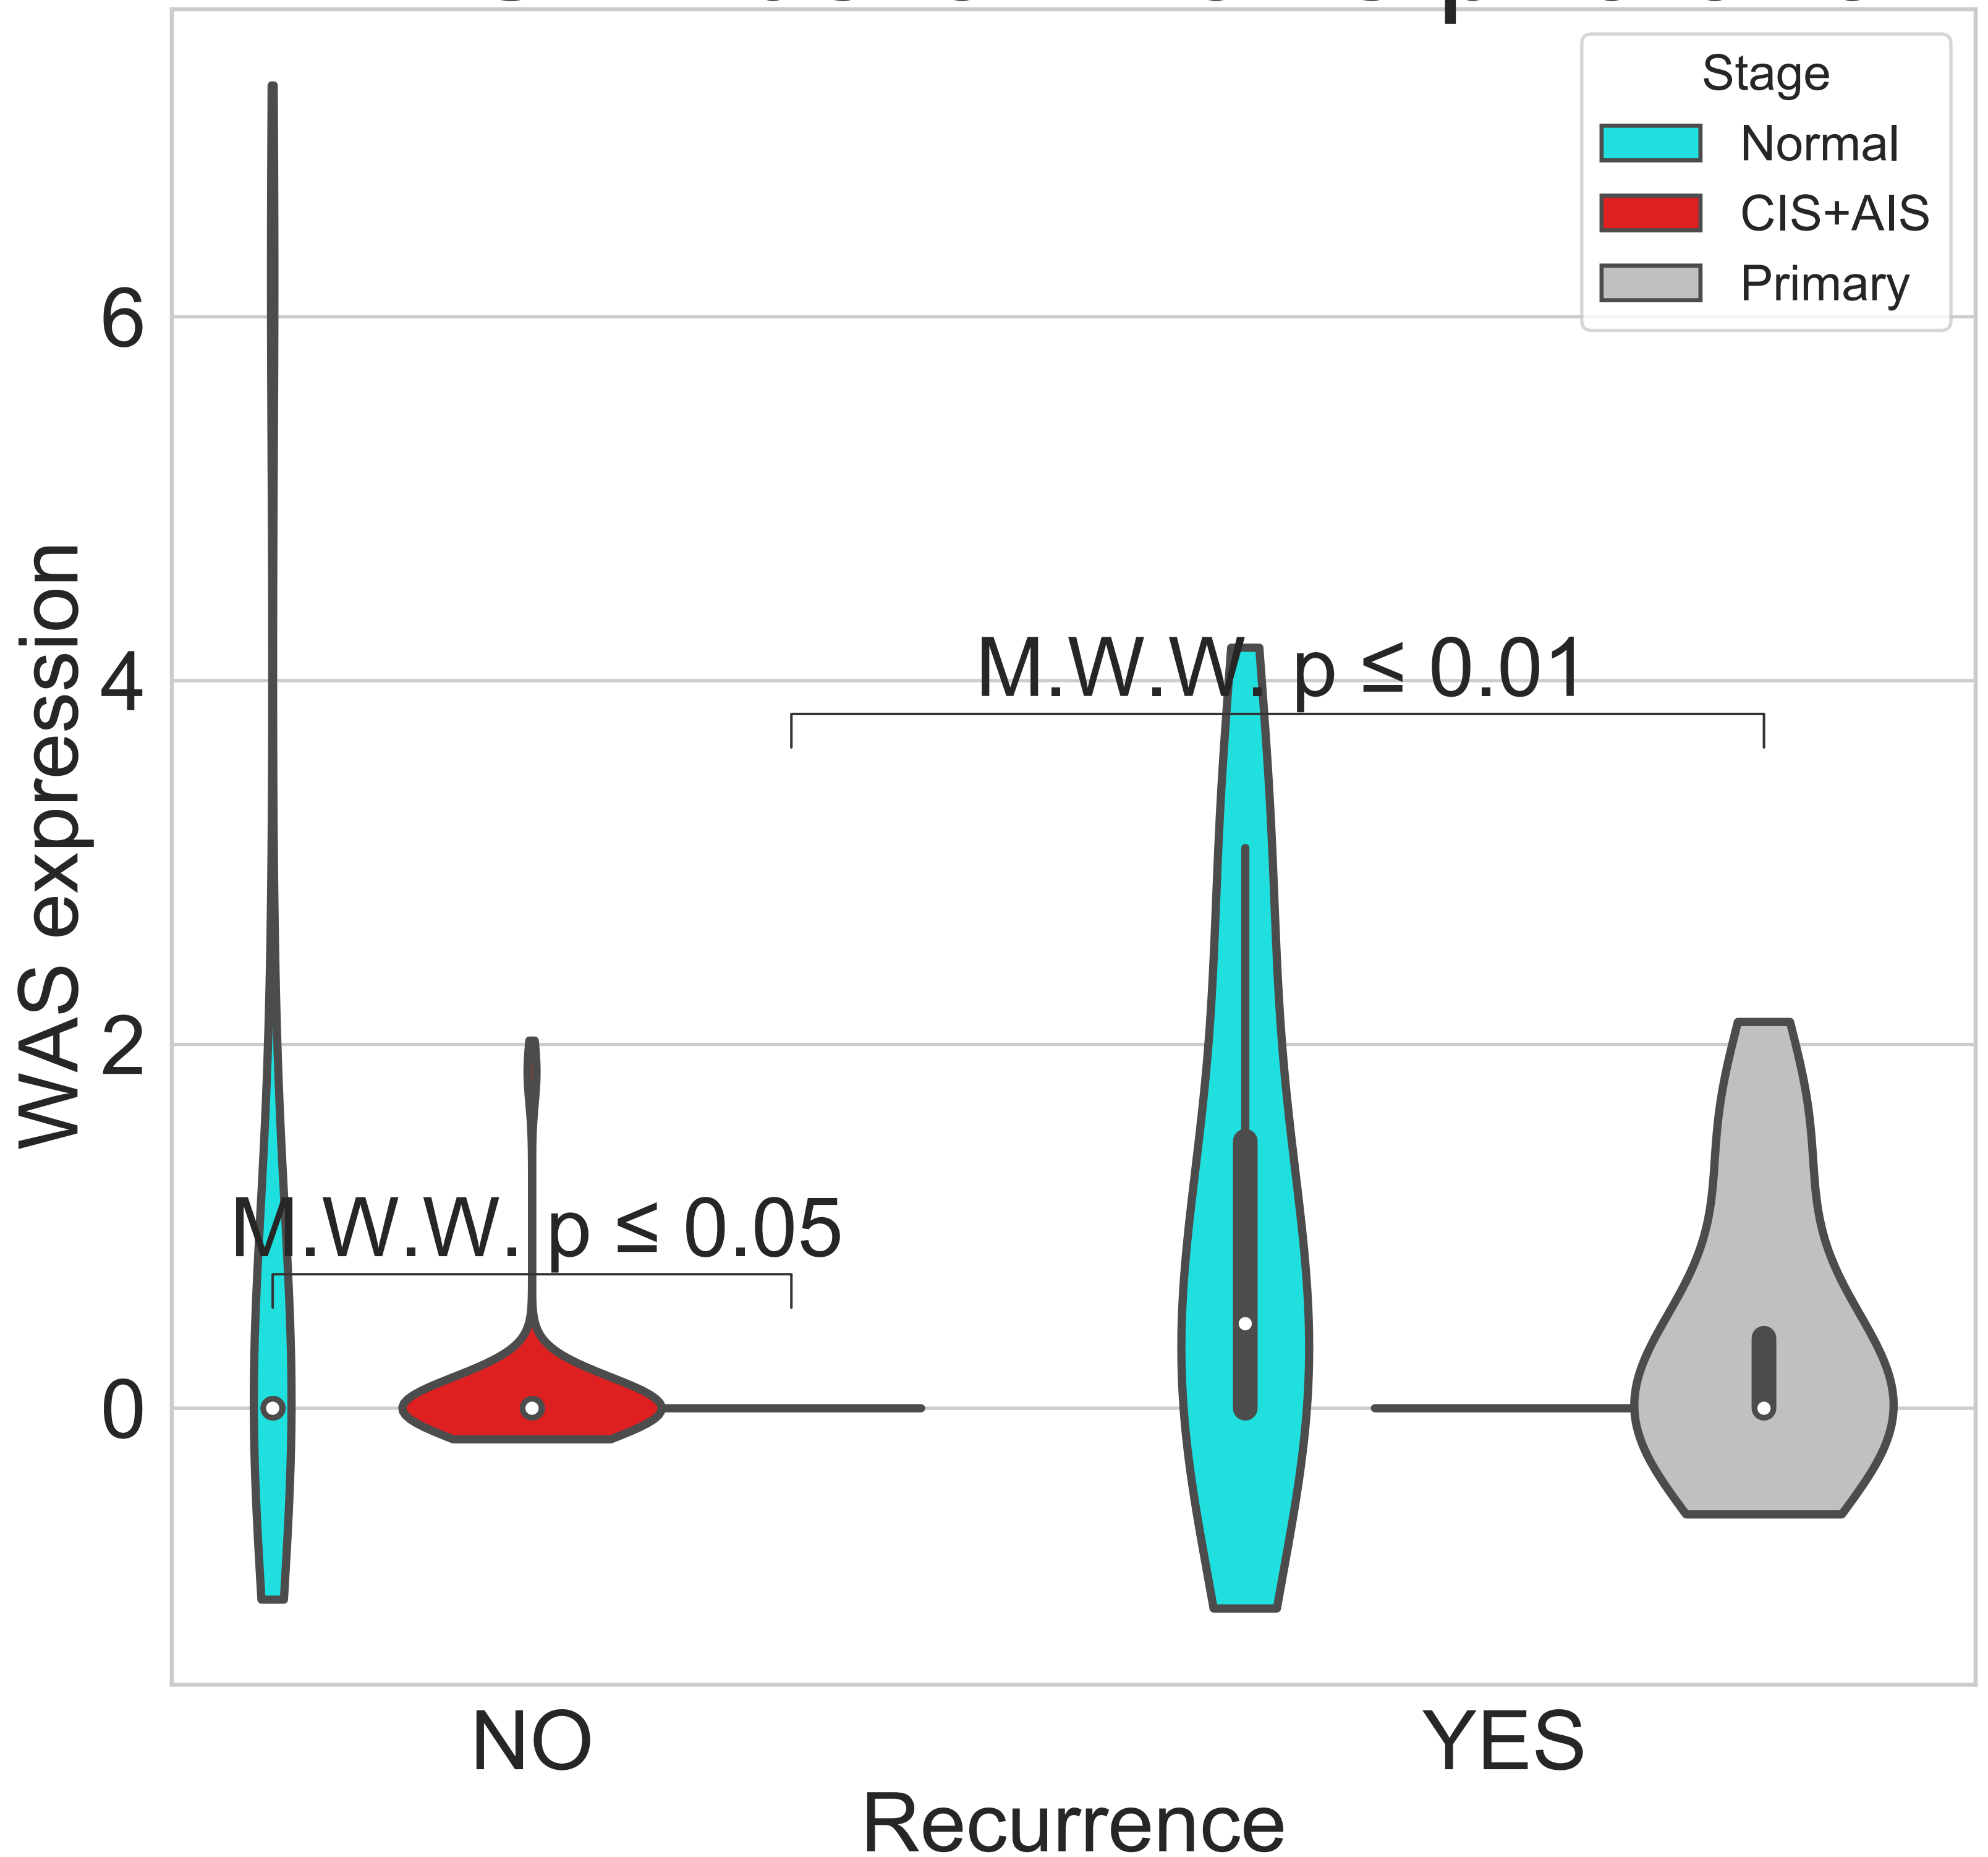 Stage
Normal
CIS+AIS
Primary
6
4
2
0
WAS expression
M.W.W. p ≤ 0.01
M.W.W. p ≤ 0.05
NO
YES
Recurrence